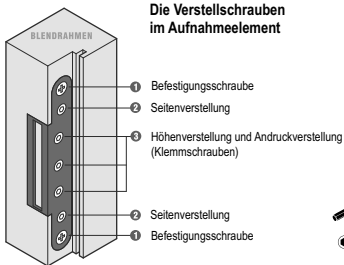 Die Verstellschrauben
im Aufnahmeelement
BLENDRAHMEN
1 Befestigungsschraube
2 Seitenverstellung
3 Höhenverstellung und Andruckverstellung
(Klemmschrauben)
2 Seitenverstellung
1 Befestigungsschraube